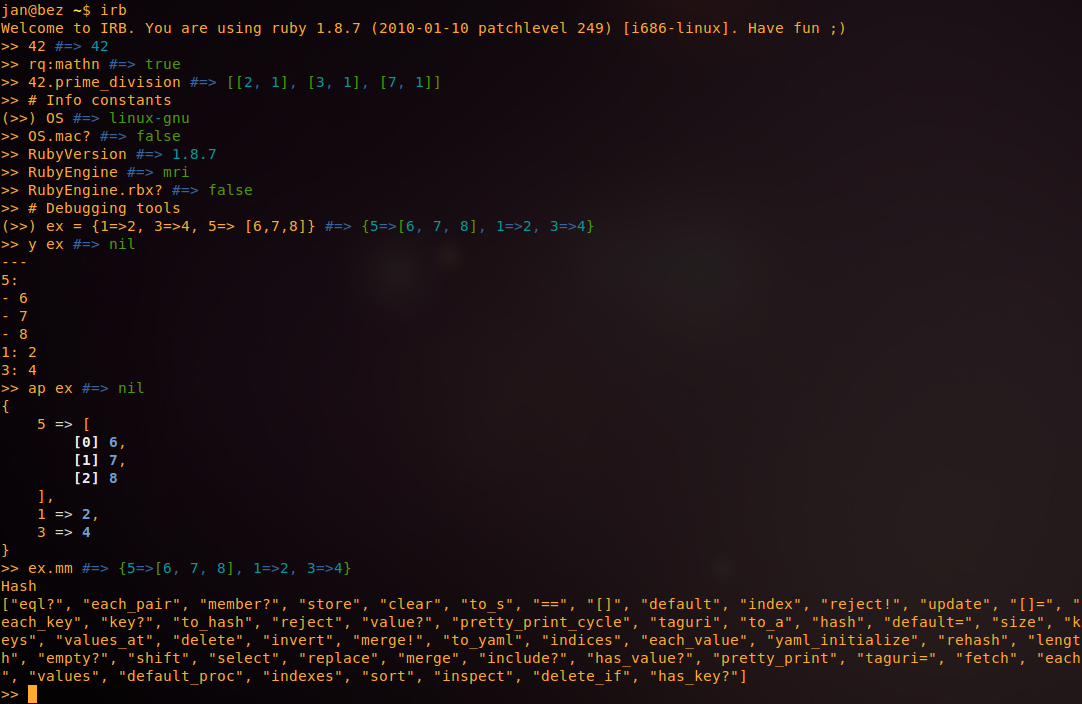 jan@bez ~$ irb
Welcome to IRB. You are using ruby 1.8.7 (2010-01-10 patchlevel 249) [i686-linux]. Have fun ;)
>> 42 #=> 42
>> rq:mathn #=> true
>> 42.prime_division #=> [[2, 1], [3, 1], [7, 1]]
>> # Info constants
(>>) OS #=> linux-gnu
>> OS.mac? #=> false
>> RubyVersion #=> 1.8.7
>> RubyEngine #=> mri
>> RubyEngine.rbx? #=> false
>> # Debugging tools
(>>) ex = {1=>2, 3=>4, 5=> [6,7,8]} #=> {5=>[6, 7, 8], 1=>2, 3=>4}
>> y ex #=> nil
---
5:
- 6
- 7
- 8
1: 2
3: 4
>> ap ex #=> nil
{
    5 => [
        [0] 6,
        [1] 7,
        [2] 8
    ],
    1 => 2,
    3 => 4
}
>> ex.mm #=> {5=>[6, 7, 8], 1=>2, 3=>4}
Hash
["eql?", "each_pair", "member?", "store", "clear", "to_s", "==", "[]", "default", "index", "reject!", "update", "[]=", "
each_key", "key?", "to_hash", "reject", "value?", "pretty_print_cycle", "taguri", "to_a", "hash", "default=", "size", "k
eys", "values_at", "delete", "invert", "merge!", "to_yaml", "indices", "each_value", "yaml_initialize", "rehash", "lengt
h", "empty?", "shift", "select", "replace", "merge", "include?", "has_value?", "pretty_print", "taguri=", "fetch", "each
", "values", "default_proc", "indexes", "sort", "inspect", "delete_if", "has_key?"]
>>